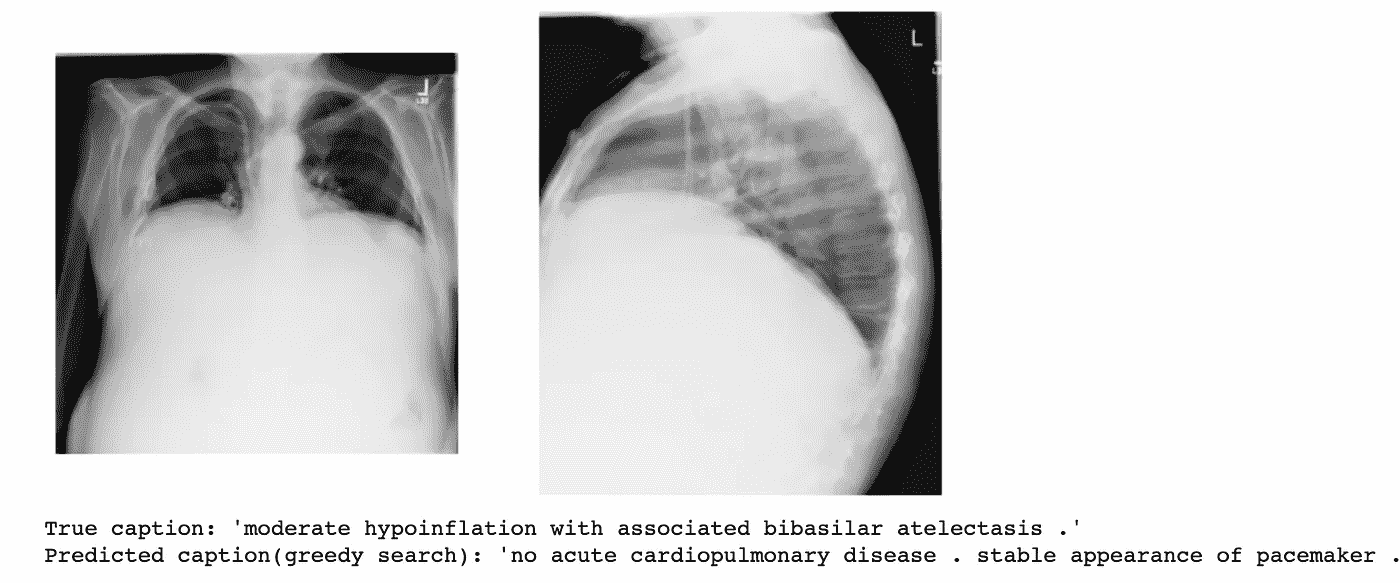 L
L
True caption: 'moderate hypoinflation with associated bibasilar atelectasis .'
Predicted caption(greedy search): 'no acute cardiopulmonary disease . stable appearance of pacemaker .